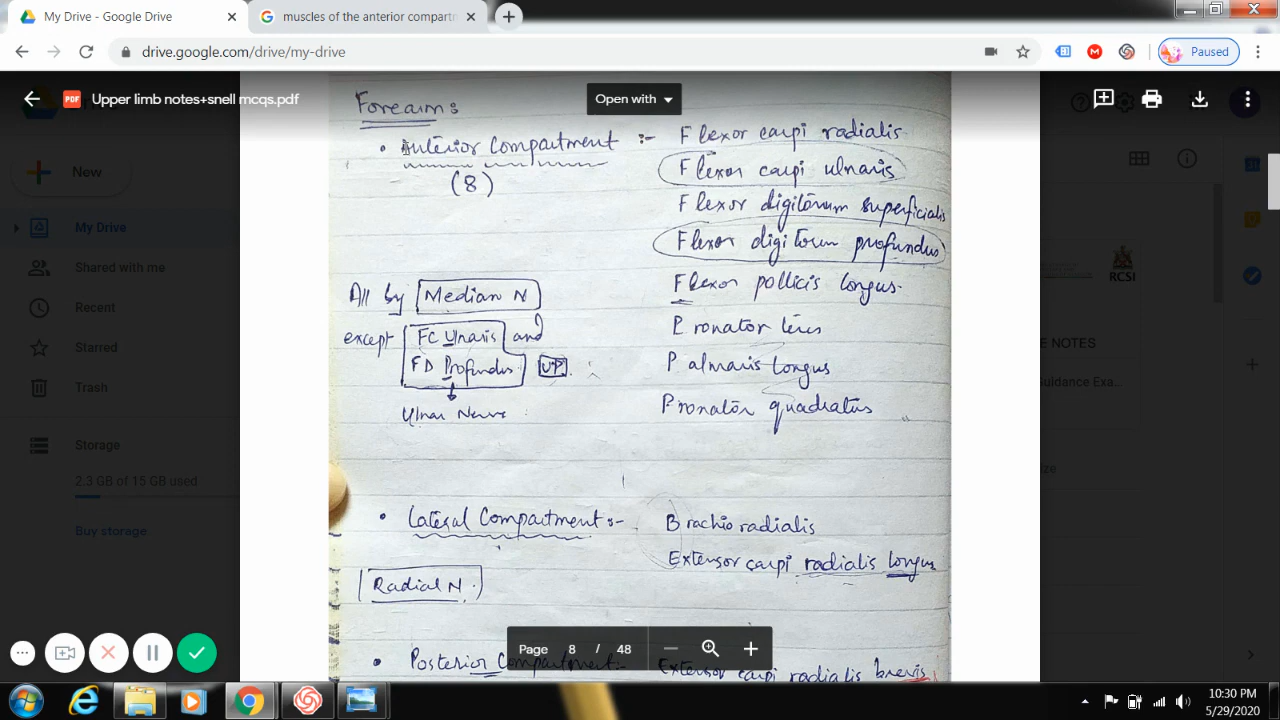 My Drive - Google Drive
muscles of the anterior compartm
drive.google.com/drive/my-drive
Paused
PDF
Upper limb notes+snell mcqs.pdf
Open with
New
My Drive
Shared with me
Recent
Starred
Trash
Storage
2.3 GB of 15 GB used
Buy storage
Forearm :
• Anterior compartment :-
(8)
Flexor carpi radialis
Flexor carpi ulnaris
Flexor digitorum superficialis
Flexor digitorum profundus
Flexor pollicis longus.
Pronator teres
Palmaris longus
Pronator quadratus
All by Median N
except FC Ulnaris and
FD Profundus UP
Ulnar Nerve
• Lateral Compartment :-
Brachioradialis
Extensor carpi radialis longus
Radial N.
• Posterior Compartment :-
Extensor carpi radialis brevis
RCSI
E NOTES
Guidance Exa...
Page 8 / 48
10:30 PM
5/29/2020